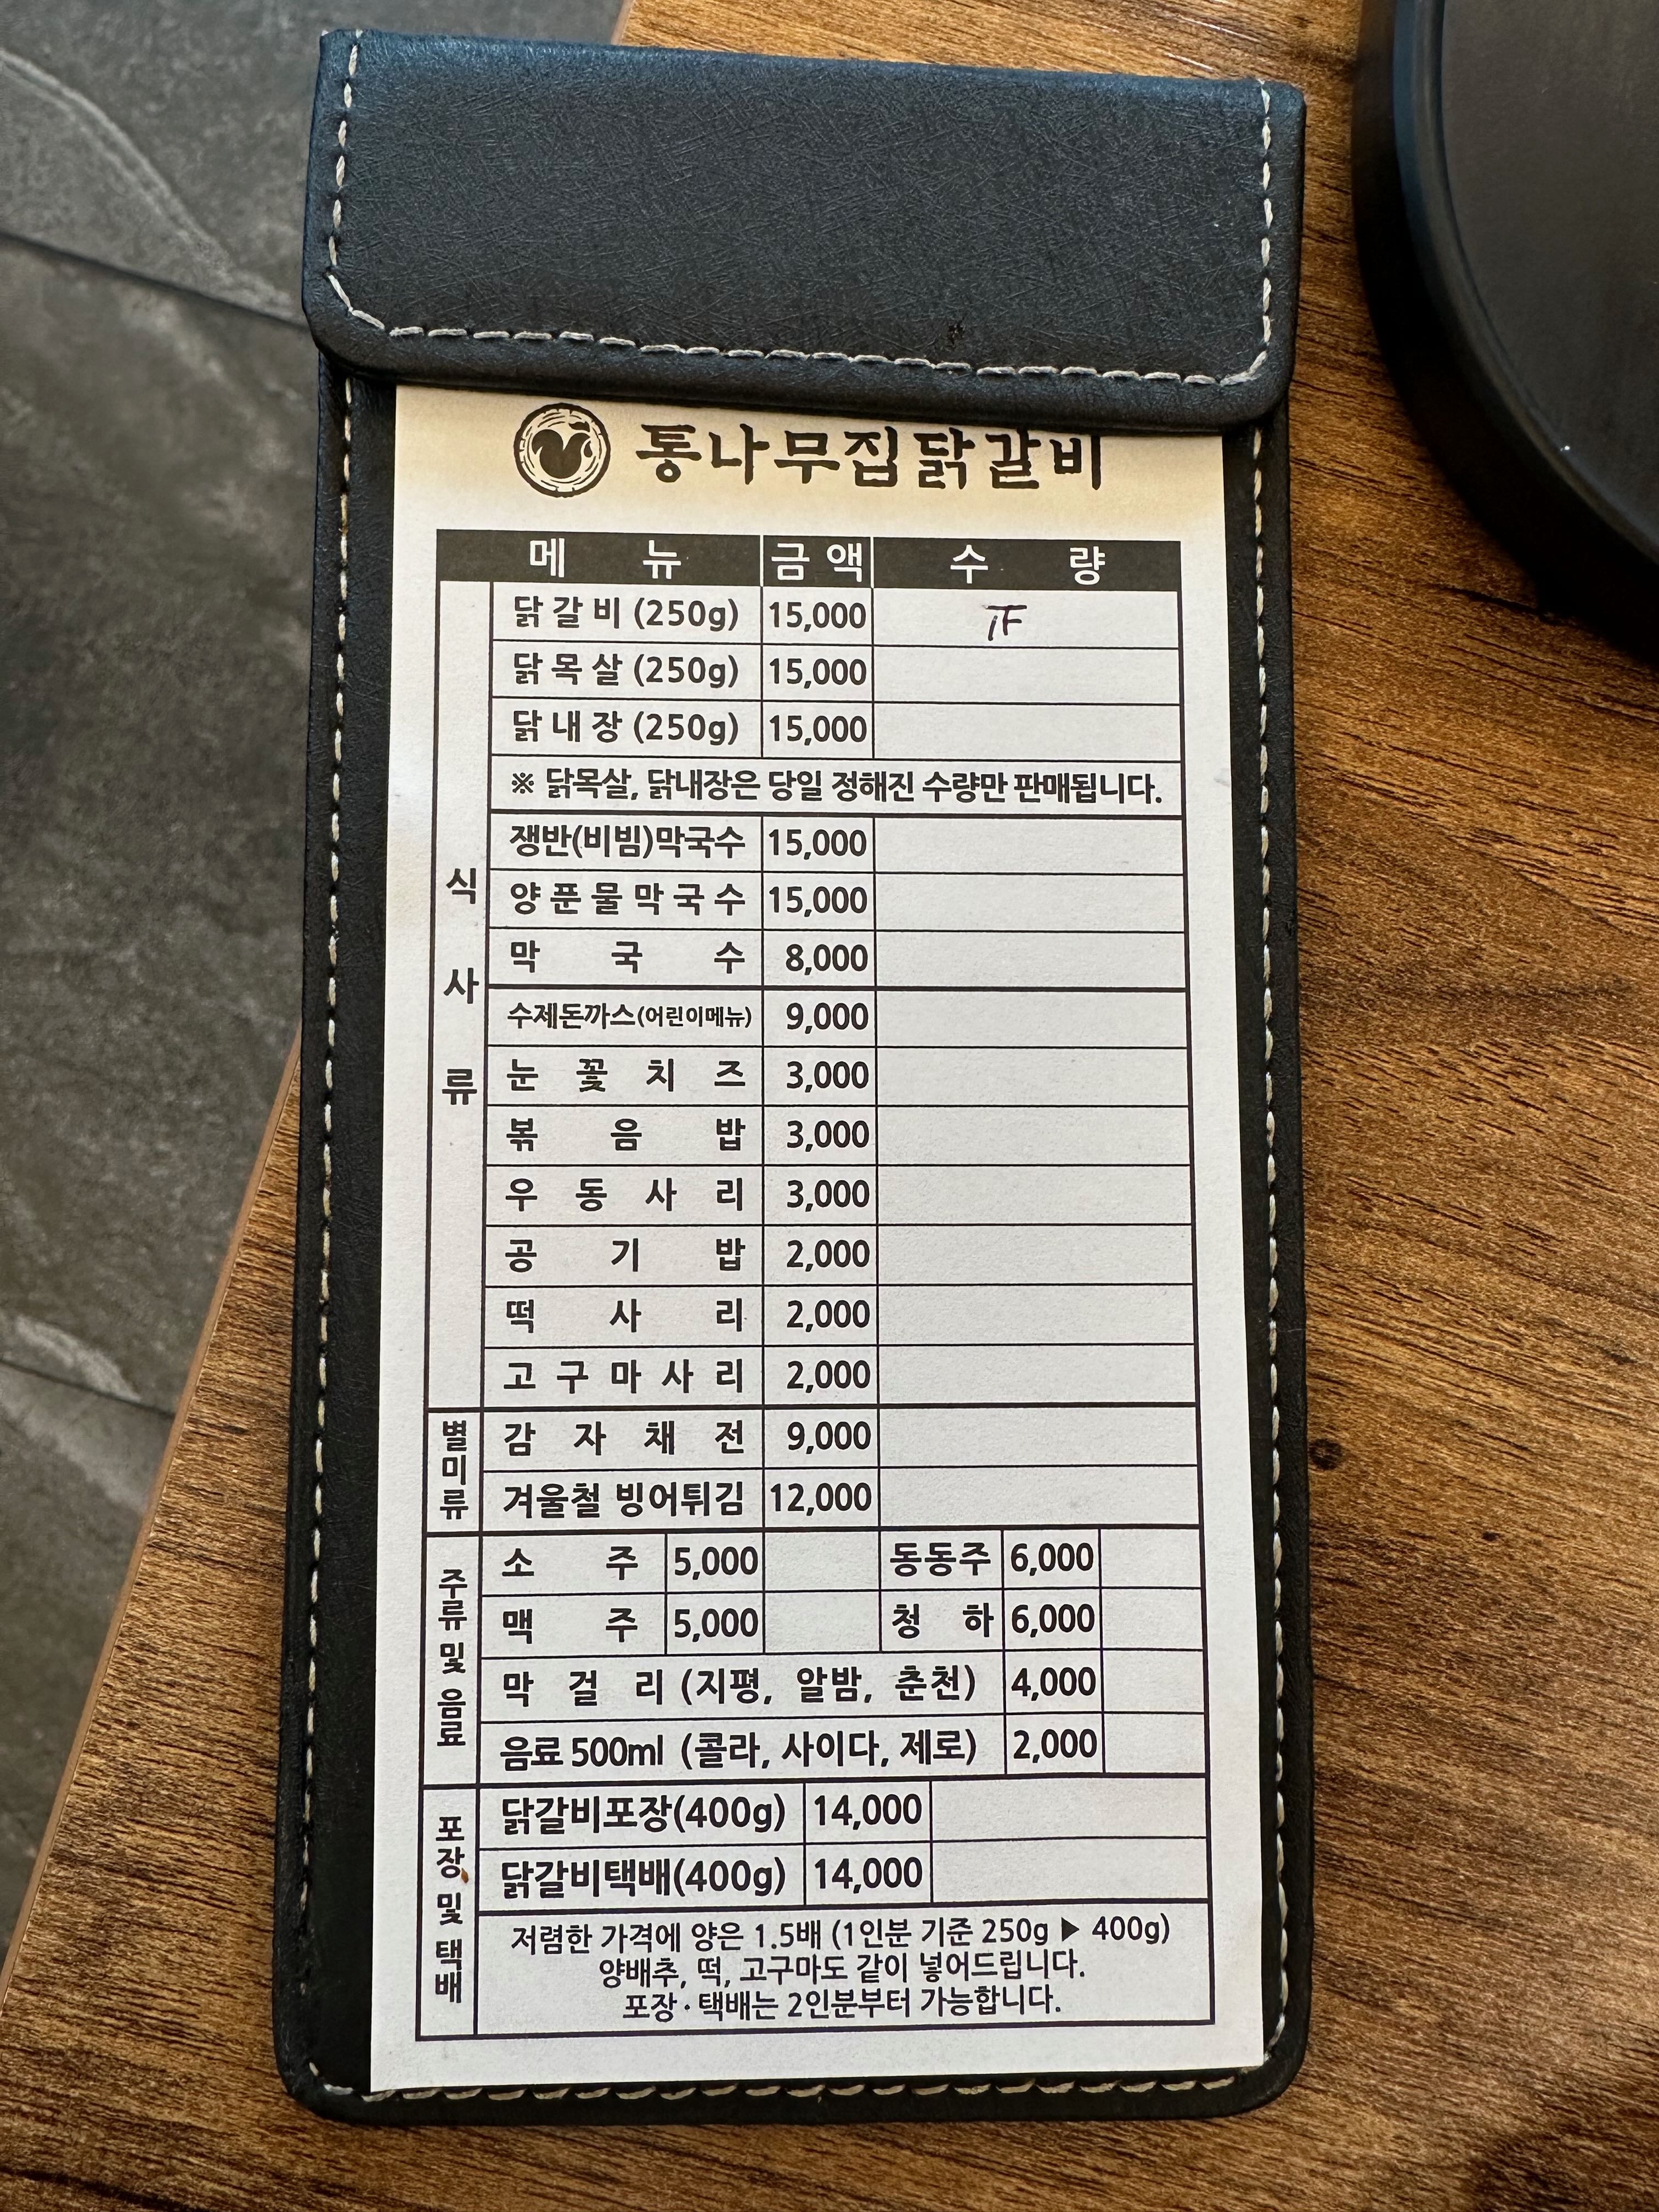 통나무집닭갈비
메 뉴 금 액 수 량
식사류
닭 갈 비 (250g) 15,000
닭 목 살 (250g) 15,000
닭 내 장 (250g) 15,000
※ 닭목살, 닭내장은 당일 정해진 수량만 판매됩니다.
쟁반(비빔)막국수 15,000
양 푼 물 막 국 수 15,000
막 국 수 8,000
수제돈까스(어린이메뉴) 9,000
눈 꽃 치 즈 3,000
볶 음 밥 3,000
우 동 사 리 3,000
공 기 밥 2,000
떡 사 리 2,000
고 구 마 사 리 2,000
별미류
감 자 채 전 9,000
겨울철 빙어튀김 12,000
주류 및 음료
소 주 5,000 동동주 6,000
맥 주 5,000 청 하 6,000
막 걸 리 (지평, 알밤, 춘천) 4,000
음료 500ml (콜라, 사이다, 제로) 2,000
포장 및 택배
닭갈비포장(400g) 14,000
닭갈비택배(400g) 14,000
저렴한 가격에 양은 1.5배 (1인분 기준 250g ▶ 400g)
양배추, 떡, 고구마도 같이 넣어드립니다.
포장 · 택배는 2인분부터 가능합니다.